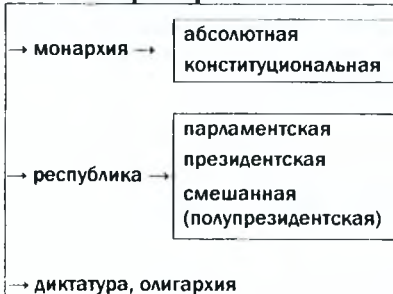 монархия
абсолютная
конституциональная
республика
парламентская
президентская
смешанная
(полупрезидентская)
диктатура, олигархия